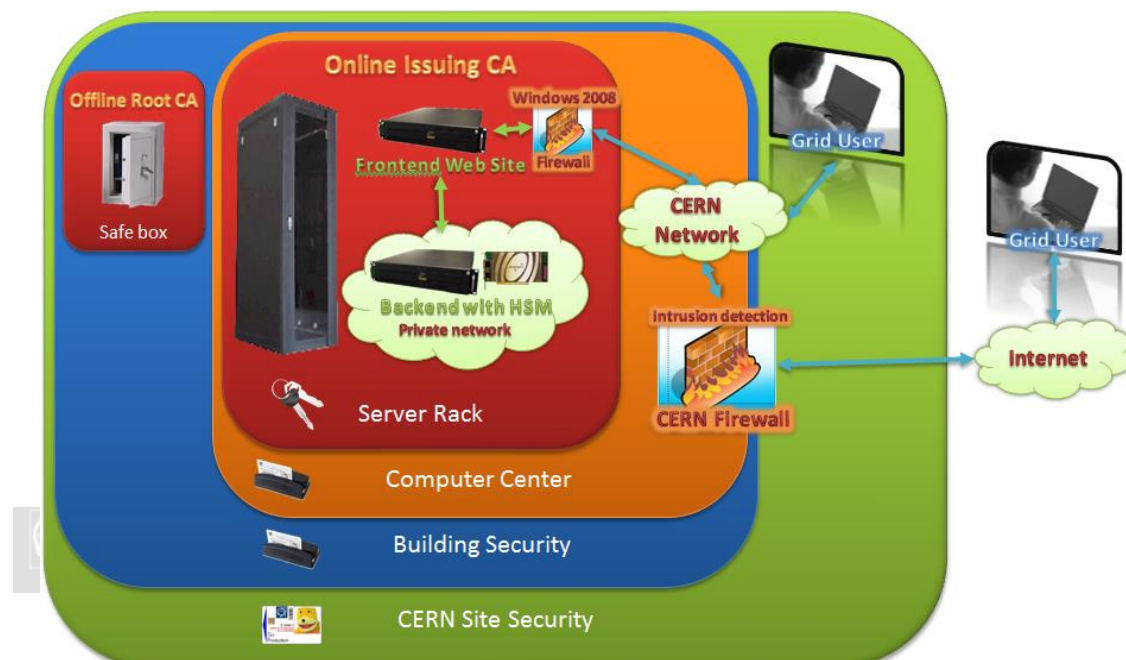 Online Issuing CA
Offline Root CA
Safe box
Windows 2008
Firewall
Frontend Web Site
Backend with HSM
Private network
Server Rack
CERN
Network
Intrusion detection
CERN Firewall
Grid User
Grid User
Internet
Computer Center
Building Security
CERN Site Security